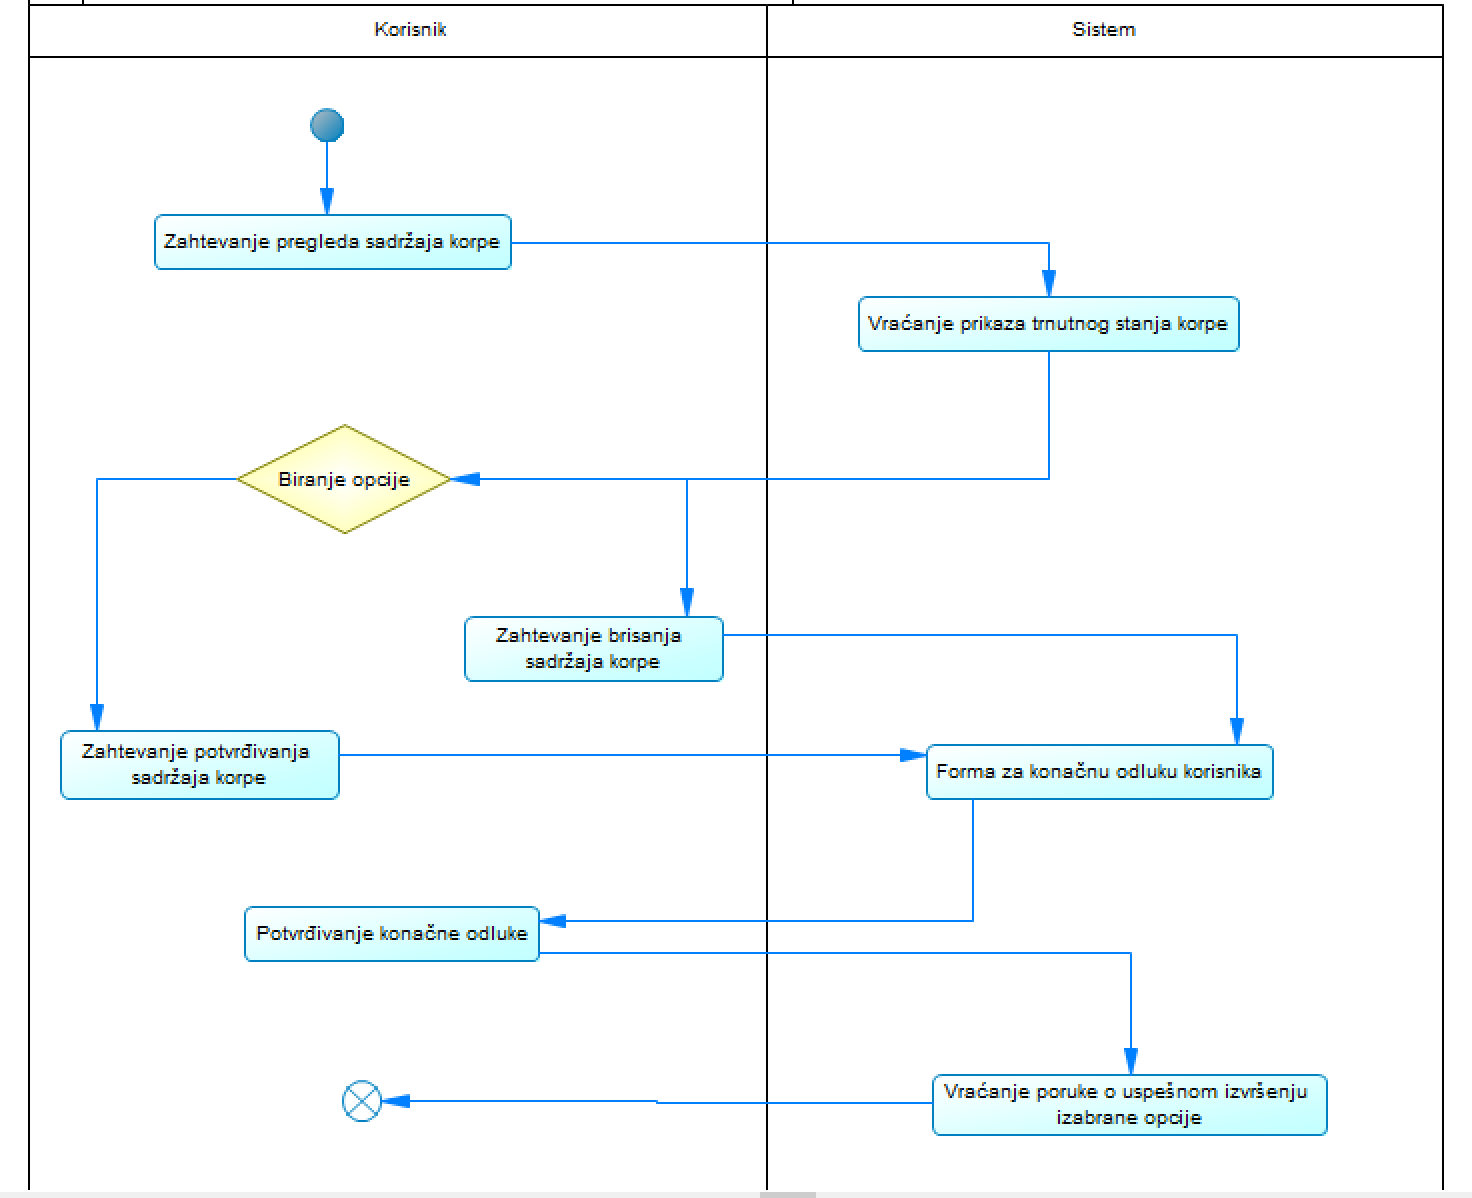 Korisnik
Sistem
Zahtevanje pregleda sadržaja korpe
Vraćanje prikaza trnutnog stanja korpe
Biranje opcije
Zahtevanje brisanja
sadržaja korpe
Zahtevanje potvrđivanja
sadržaja korpe
Forma za konačnu odluku korisnika
Potvrđivanje konačne odluke
Vraćanje poruke o uspešnom izvršenju
izabrane opcije